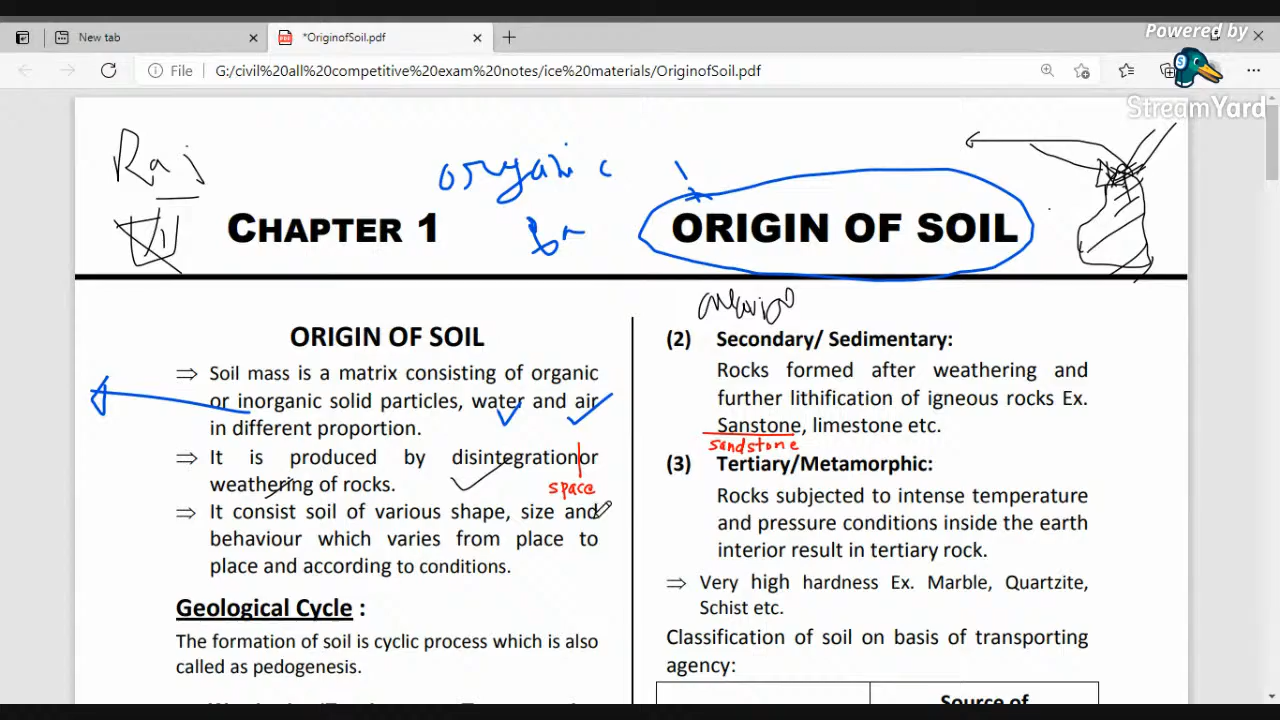 New tab
*OriginofSoil.pdf
Powered by
File
G:/civil%20all%20competitive%20exam%20notes/ice%20materials/OriginofSoil.pdf
StreamYard
Raj
organic
CHAPTER 1
ORIGIN OF SOIL
ORIGIN OF SOIL
⇒ Soil mass is a matrix consisting of organic
or inorganic solid particles, water and air
in different proportion.
⇒ It is produced by disintegrationor
weathering of rocks.
space
⇒ It consist soil of various shape, size and
behaviour which varies from place to
place and according to conditions.
Geological Cycle :
The formation of soil is cyclic process which is also
called as pedogenesis.
(2) Secondary/ Sedimentary:
Rocks formed after weathering and
further lithification of igneous rocks Ex.
Sanstone, limestone etc.
sandstone
(3) Tertiary/Metamorphic:
Rocks subjected to intense temperature
and pressure conditions inside the earth
interior result in tertiary rock.
⇒ Very high hardness Ex. Marble, Quartzite,
Schist etc.
Classification of soil on basis of transporting
agency:
Source of